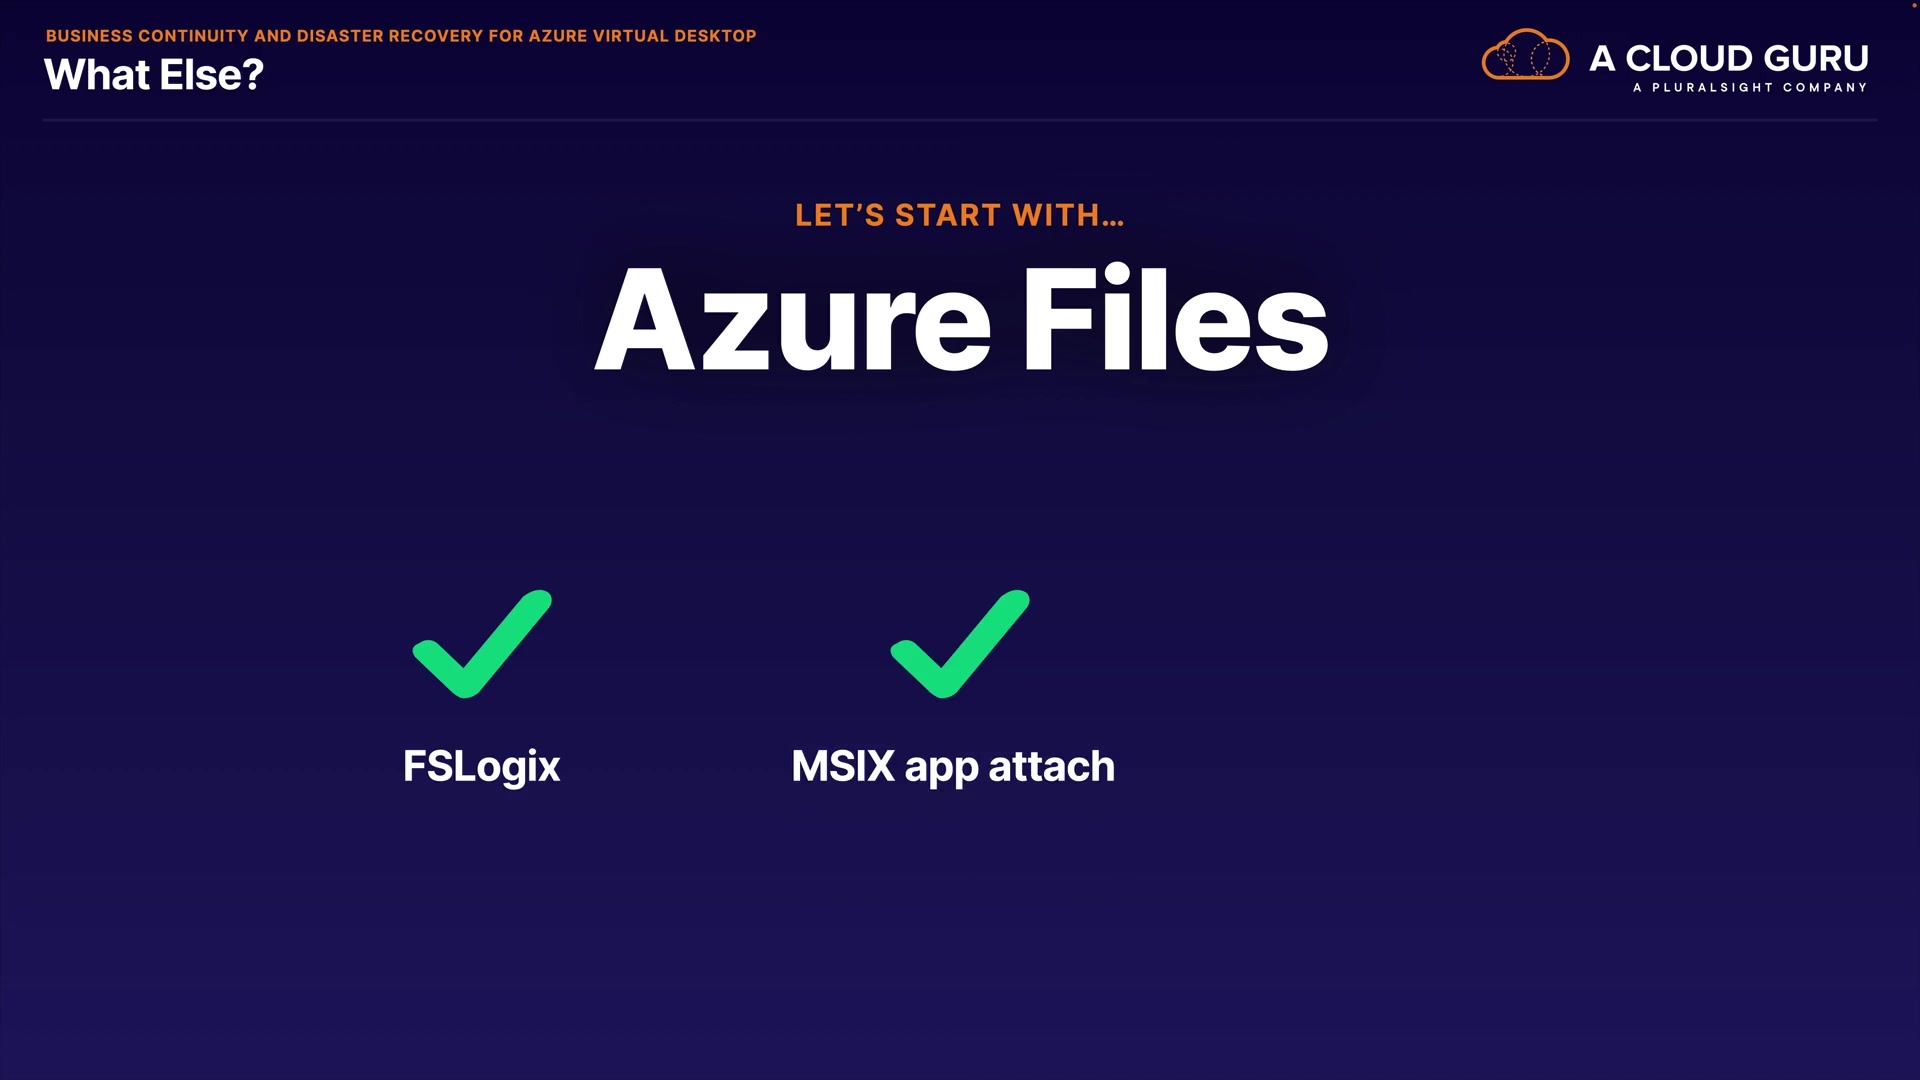 BUSINESS CONTINUITY AND DISASTER RECOVERY FOR AZURE VIRTUAL DESKTOP
What Else?
A CLOUD GURU
A PLURALSIGHT COMPANY
LET’S START WITH…
Azure Files
FSLogix
MSIX app attach